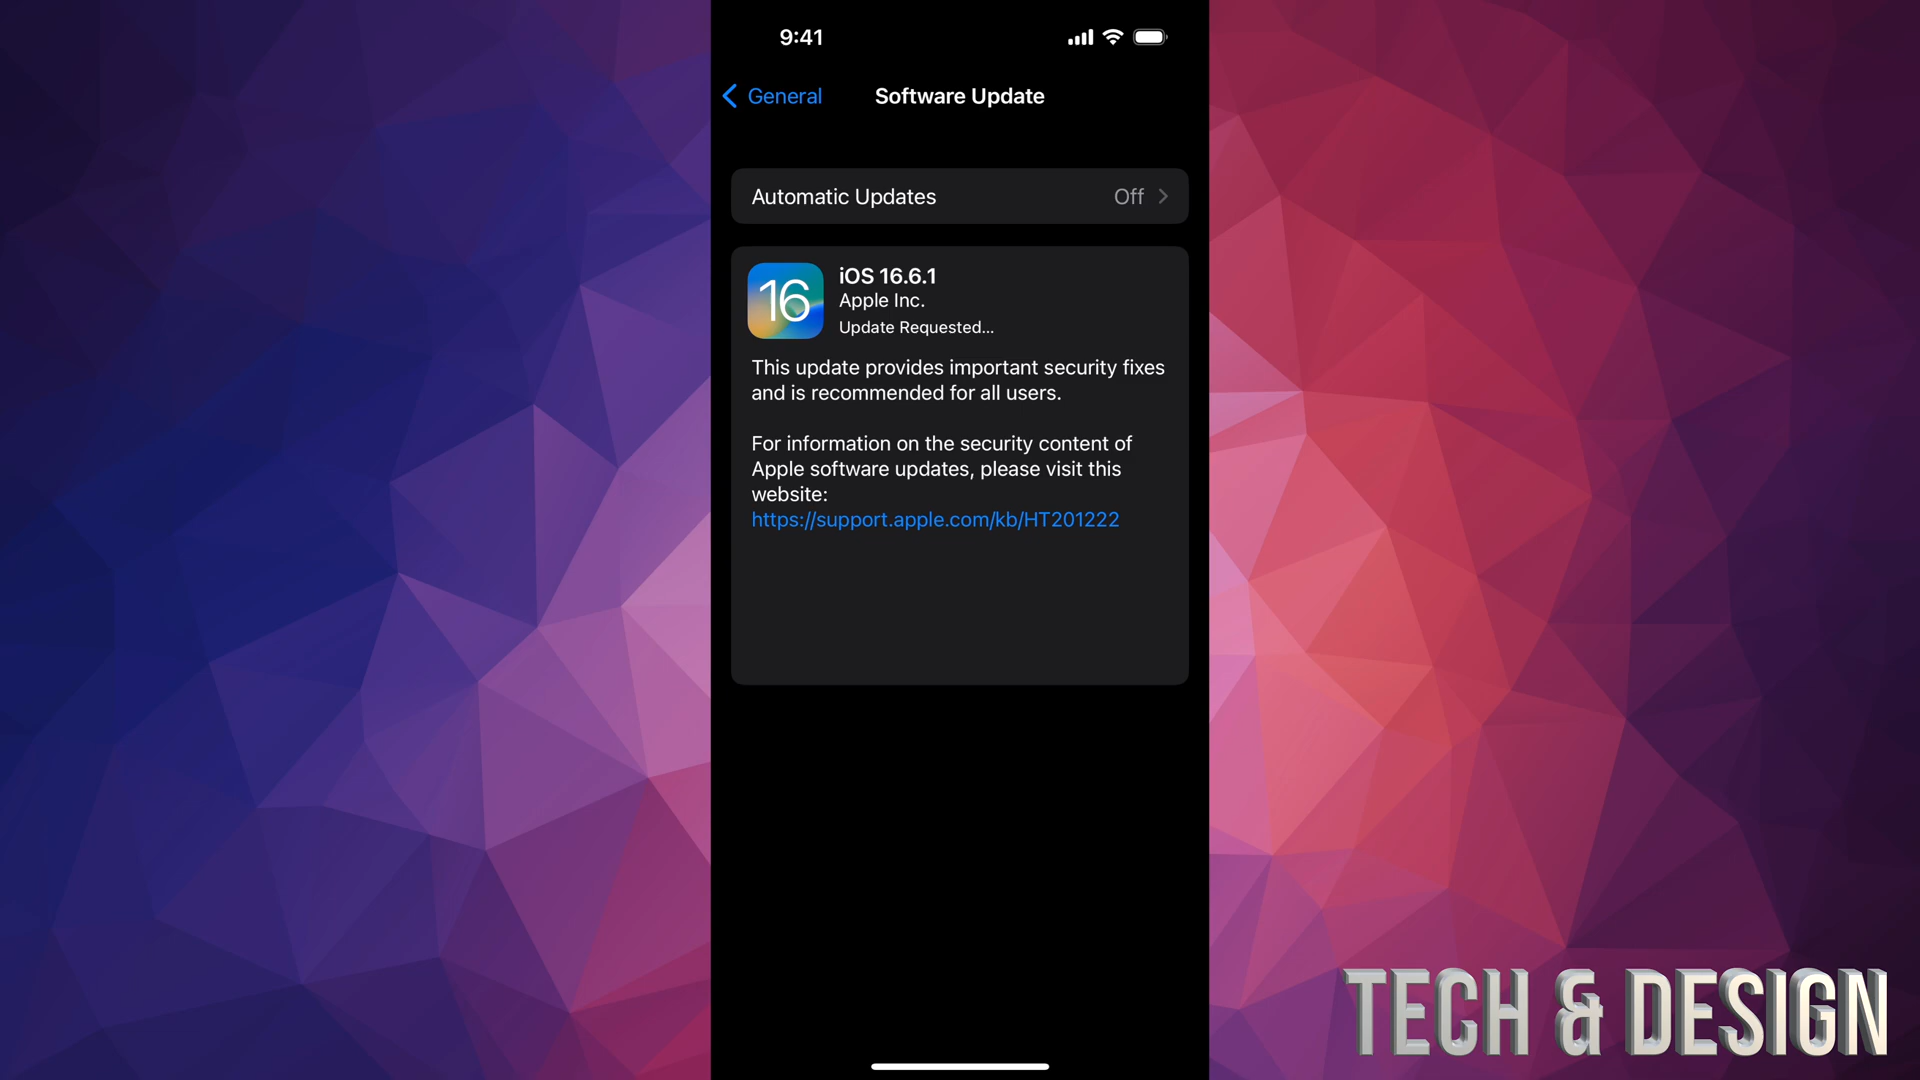 9:41
General
Software Update
Automatic Updates
Off
16
iOS 16.6.1
Apple Inc.
Update Requested...
This update provides important security fixes
and is recommended for all users.
For information on the security content of
Apple software updates, please visit this
website:
https://support.apple.com/kb/HT201222
TECH & DESIGN